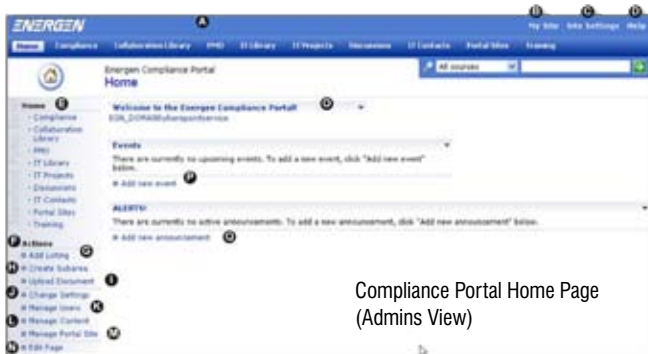 ENERGEN
A
B
C
D
My Site Site Settings Help
Home Compliance Collaboration Library PMO IT Library IT Projects Discussions IT Contacts Portal Sites Training
Energen Compliance Portal
Home
All sources
Home E
Compliance
Collaboration
Library
PMO
IT Library
IT Projects
Discussions
IT Contacts
Portal Sites
Training
Welcome to the Energen Compliance Portal! O
Events
There are currently no upcoming events. To add a new event, click "Add new event"
below.
Add new event P
ALERTS!
There are currently no active announcements. To add a new announcement, click "Add new announcement" below.
Add new announcement Q
F Actions
Add Listing G
H Create Subarea
Upload Document I
J Change Settings
Manage Users K
L Manage Content
Manage Portal Site M
N Edit Page
Compliance Portal Home Page
(Admins View)